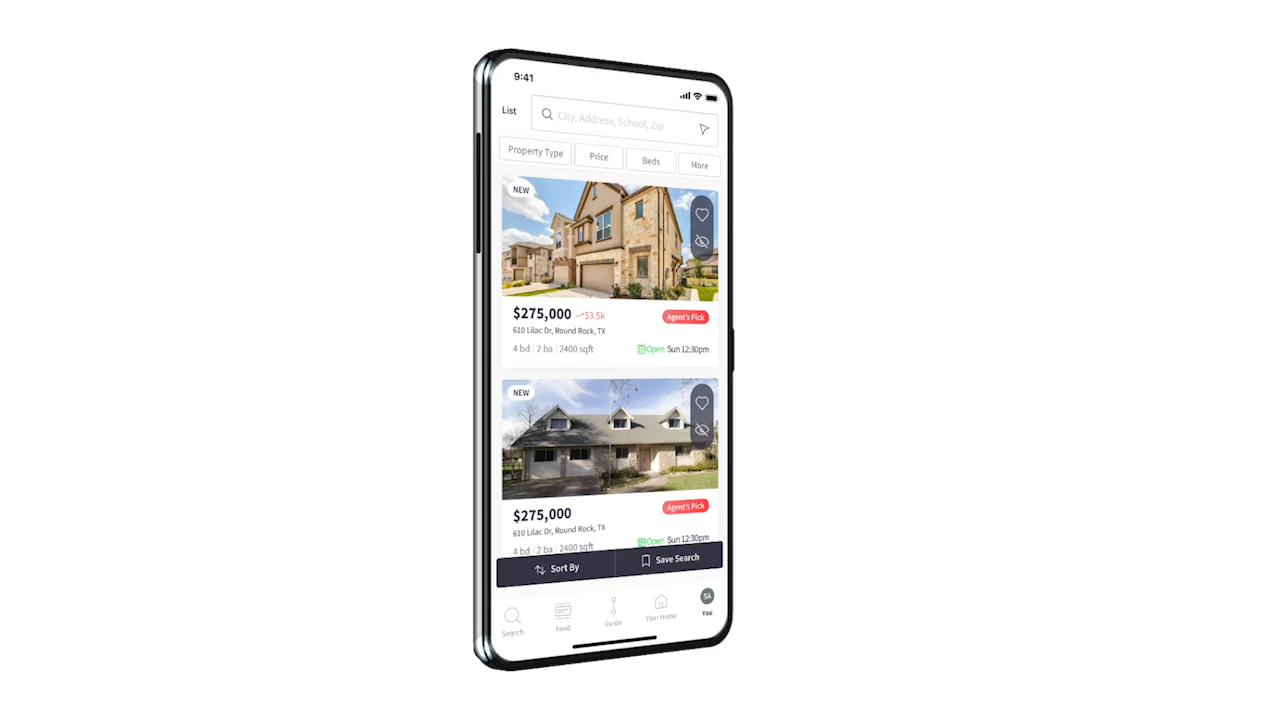 9:41
List
City, Address, School, Zip
Property Type
Price
Beds
More
NEW
$275,000 $3.5k
Agent's Pick
610 Lilac Dr, Round Rock, TX
4 bd | 2 ba | 2400 sqft
Open Sun 12:30pm
NEW
$275,000
Agent's Pick
610 Lilac Dr, Round Rock, TX
4 bd | 2 ba | 2400 sqft
Open Sun 12:30pm
Sort By
Save Search
SA
Search
Feed
Guide
Your Home
You